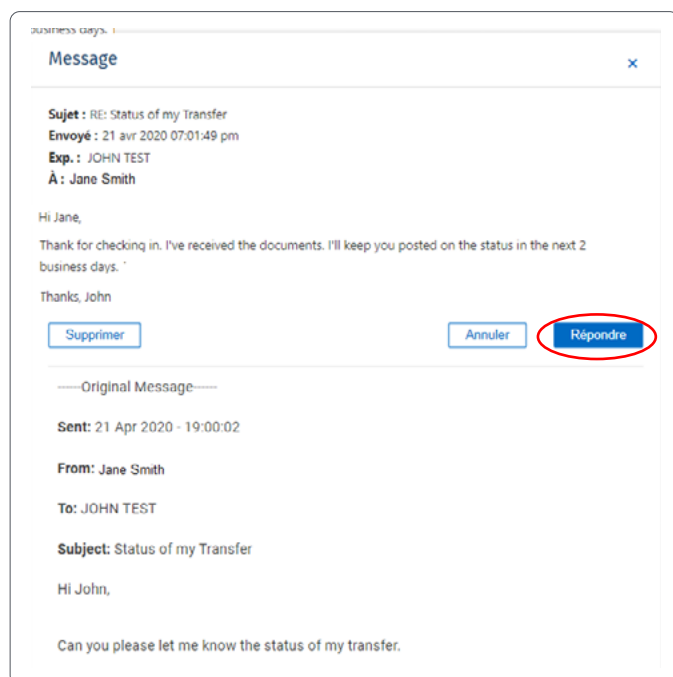 business days.
Message
×
Sujet : RE: Status of my Transfer
Envoyé : 21 avr 2020 07:01:49 pm
Exp. : JOHN TEST
À : Jane Smith
Hi Jane,
Thank for checking in. I've received the documents. I'll keep you posted on the status in the next 2
business days.
Thanks, John
Supprimer Annuler Répondre
------Original Message------
Sent: 21 Apr 2020 - 19:00:02
From: Jane Smith
To: JOHN TEST
Subject: Status of my Transfer
Hi John,
Can you please let me know the status of my transfer.